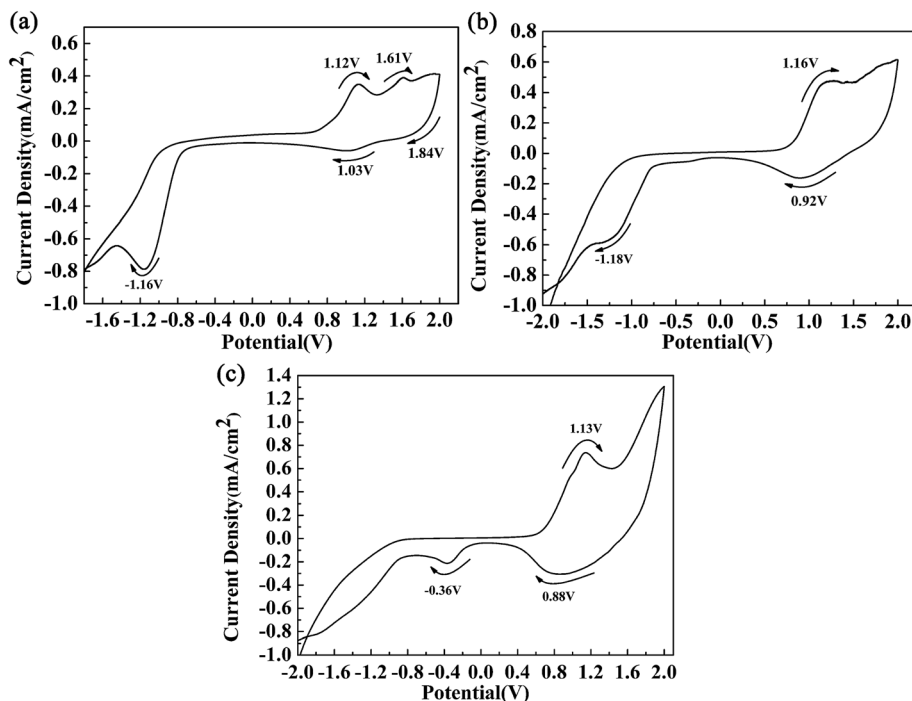 (a)
0.6
0.4
0.2
0.0
-0.2
-0.4
-0.6
-0.8
-1.0
Current Density(mA/cm²)
1.12V
1.61V
1.03V
1.84V
-1.16V
-1.6 -1.2 -0.8 -0.4 0.0 0.4 0.8 1.2 1.6 2.0
Potential(V)
(b)
0.8
0.6
0.4
0.2
0.0
-0.2
-0.4
-0.6
-0.8
-1.0
Current Density(mA/cm²)
1.16V
0.92V
-1.18V
-2.0 -1.5 -1.0 -0.5 0.0 0.5 1.0 1.5 2.0
Potential(V)
(c)
1.4
1.2
1.0
0.8
0.6
0.4
0.2
0.0
-0.2
-0.4
-0.6
-0.8
-1.0
Current Density(mA/cm²)
1.13V
-0.36V
0.88V
-2.0 -1.6 -1.2 -0.8 -0.4 0.0 0.4 0.8 1.2 1.6 2.0
Potential(V)